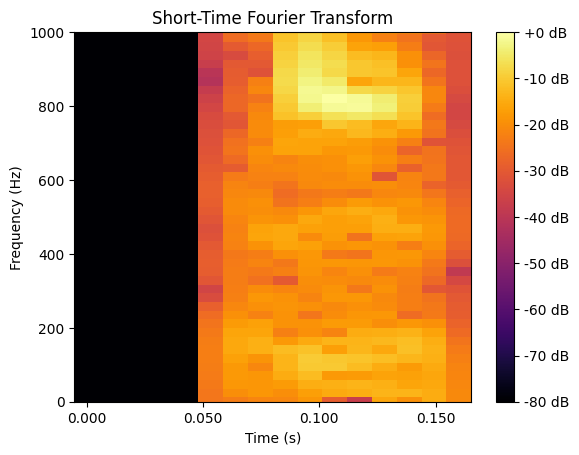 Short-Time Fourier Transform
1000
800
600
400
200
0
Frequency (Hz)
0.000
0.050
0.100
0.150
Time (s)
+0 dB
-10 dB
-20 dB
-30 dB
-40 dB
-50 dB
-60 dB
-70 dB
-80 dB